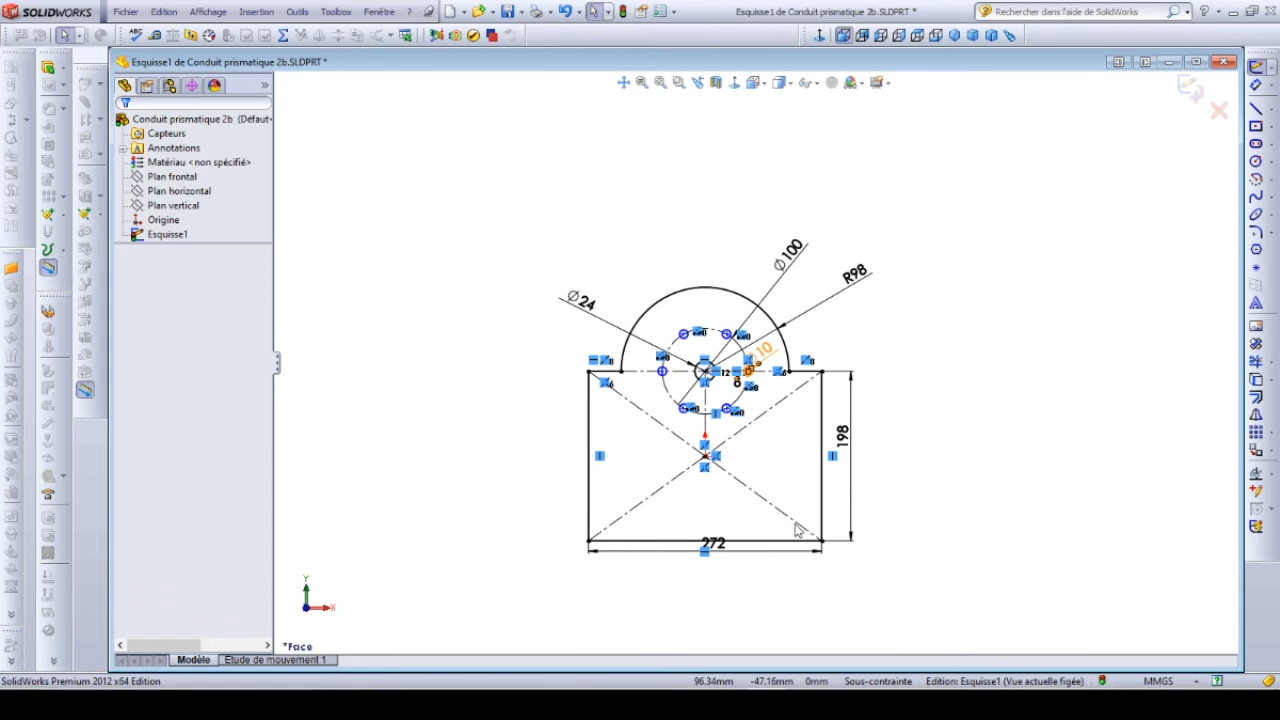 SOLIDWORKS Fichier Edition Affichage Insertion Outils Toolbox Fenêtre ? Esquisse1 de Conduit prismatique 2b.SLDPRT * Rechercher dans l'aide de SolidWorks
Esquisse1 de Conduit prismatique 2b.SLDPRT *
Conduit prismatique 2b (Défaut
Capteurs
Annotations
Matériau <non spécifié>
Plan frontal
Plan horizontal
Plan vertical
Origine
Esquisse1
Ø100
R98
Ø24
198
272
Y
X
*Face
Modèle Etude de mouvement 1
SolidWorks Premium 2012 x64 Edition 96.34mm -47.16mm 0mm Sous-contrainte Edition: Esquisse1 (Vue actuelle figée) MMGS